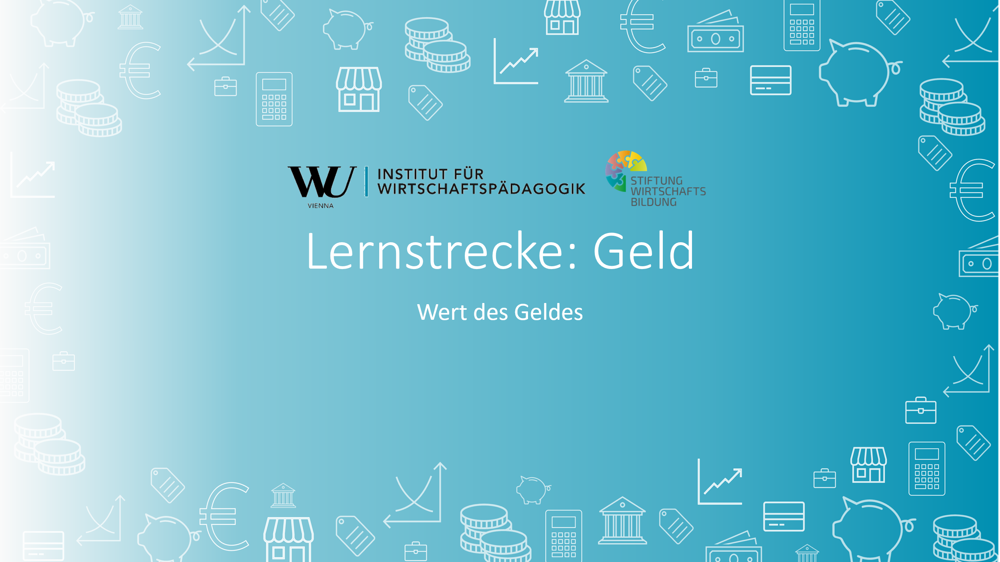 WU
VIENNA
INSTITUT FÜR
WIRTSCHAFTSPÄDAGOGIK
STIFTUNG
WIRTSCHAFTS
BILDUNG
Lernstrecke: Geld
Wert des Geldes